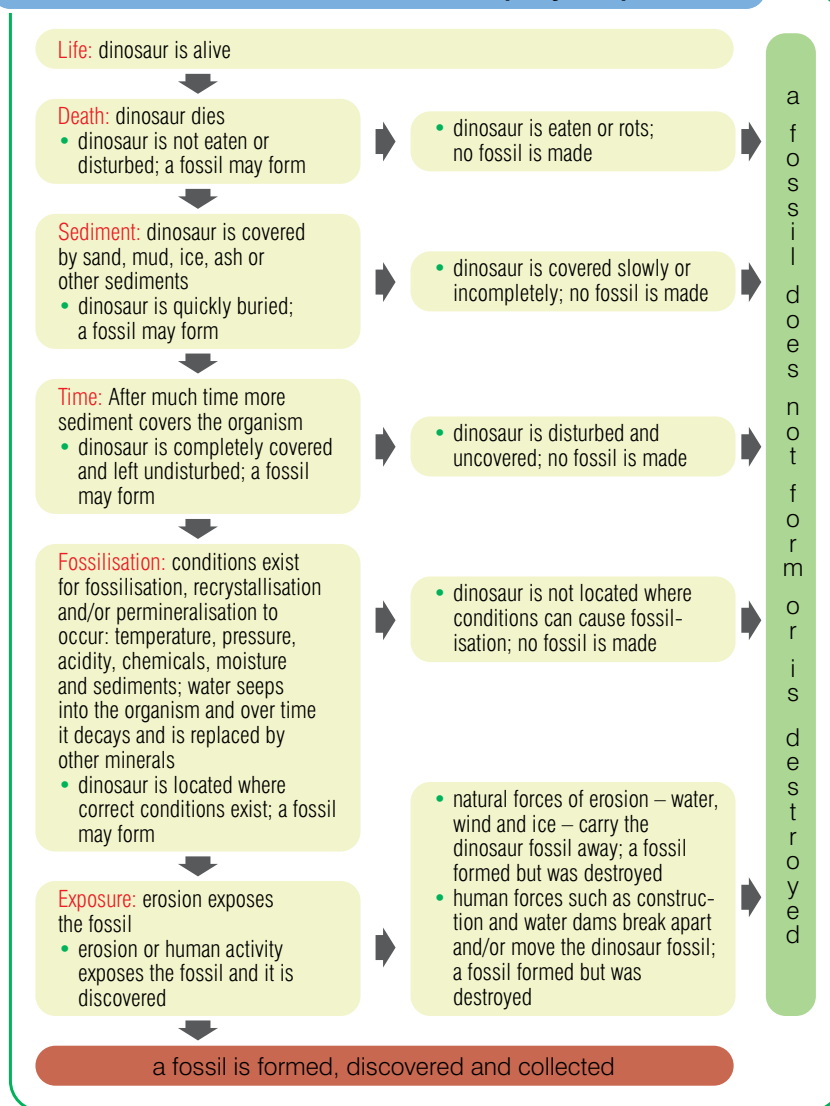 Life: dinosaur is alive
Death: dinosaur dies
• dinosaur is not eaten or
disturbed; a fossil may form
• dinosaur is eaten or rots;
no fossil is made
Sediment: dinosaur is covered
by sand, mud, ice, ash or
other sediments
• dinosaur is quickly buried;
a fossil may form
• dinosaur is covered slowly or
incompletely; no fossil is made
Time: After much time more
sediment covers the organism
• dinosaur is completely covered
and left undisturbed; a fossil
may form
• dinosaur is disturbed and
uncovered; no fossil is made
Fossilisation: conditions exist
for fossilisation, recrystallisation
and/or permineralisation to
occur: temperature, pressure,
acidity, chemicals, moisture
and sediments; water seeps
into the organism and over time
it decays and is replaced by
other minerals
• dinosaur is located where
correct conditions exist; a fossil
may form
• dinosaur is not located where
conditions can cause fossil-
isation; no fossil is made
Exposure: erosion exposes
the fossil
• erosion or human activity
exposes the fossil and it is
discovered
• natural forces of erosion – water,
wind and ice – carry the
dinosaur fossil away; a fossil
formed but was destroyed
• human forces such as construc-
tion and water dams break apart
and/or move the dinosaur fossil;
a fossil formed but was
destroyed
a fossil does not form or is destroyed
a fossil is formed, discovered and collected